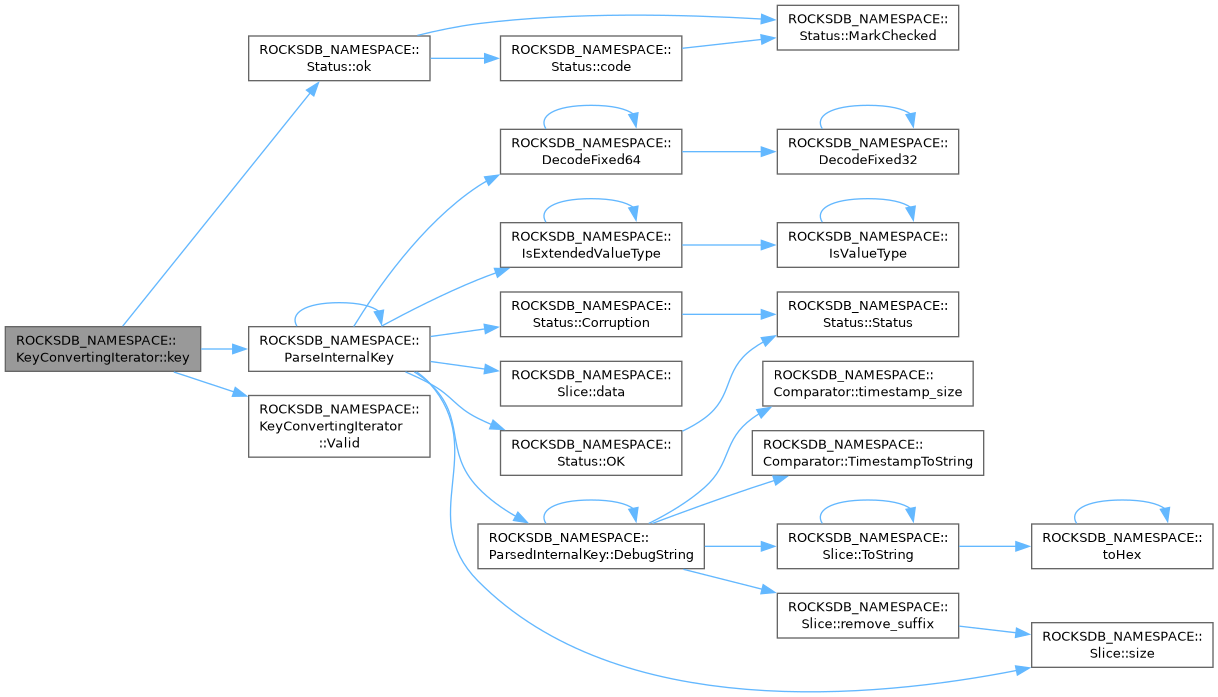 ROCKSDB_NAMESPACE::
KeyConvertingIterator::key
ROCKSDB_NAMESPACE::
Status::ok
ROCKSDB_NAMESPACE::
ParseInternalKey
ROCKSDB_NAMESPACE::
KeyConvertingIterator
::Valid
ROCKSDB_NAMESPACE::
Status::code
ROCKSDB_NAMESPACE::
DecodeFixed64
ROCKSDB_NAMESPACE::
IsExtendedValueType
ROCKSDB_NAMESPACE::
Status::Corruption
ROCKSDB_NAMESPACE::
Slice::data
ROCKSDB_NAMESPACE::
Status::OK
ROCKSDB_NAMESPACE::
ParsedInternalKey::DebugString
ROCKSDB_NAMESPACE::
Status::MarkChecked
ROCKSDB_NAMESPACE::
DecodeFixed32
ROCKSDB_NAMESPACE::
IsValueType
ROCKSDB_NAMESPACE::
Status::Status
ROCKSDB_NAMESPACE::
Comparator::timestamp_size
ROCKSDB_NAMESPACE::
Comparator::TimestampToString
ROCKSDB_NAMESPACE::
Slice::ToString
ROCKSDB_NAMESPACE::
Slice::remove_suffix
ROCKSDB_NAMESPACE::
toHex
ROCKSDB_NAMESPACE::
Slice::size